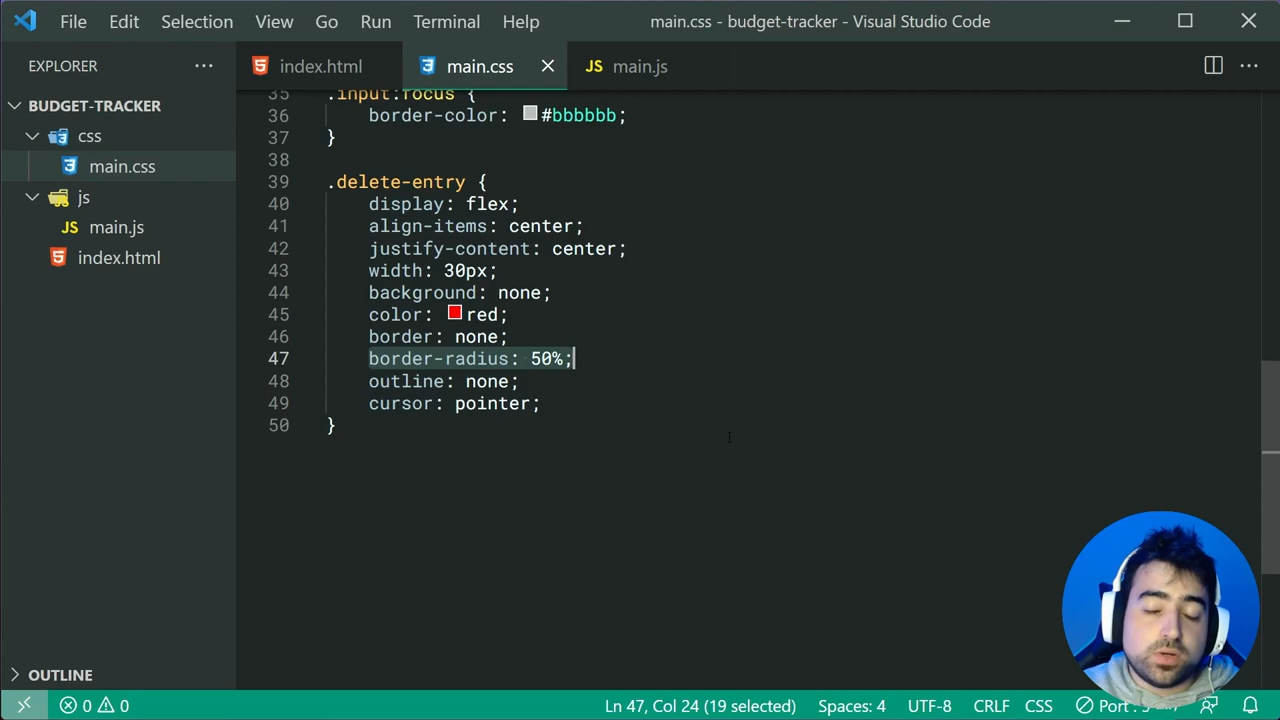 File Edit Selection View Go Run Terminal Help main.css - budget-tracker - Visual Studio Code
EXPLORER
index.html
main.css
JS main.js
BUDGET-TRACKER
css
main.css
js
JS main.js
index.html
OUTLINE
35 .input:focus {
36 border-color: #bbbbbb;
37 }
38
39 .delete-entry {
40 display: flex;
41 align-items: center;
42 justify-content: center;
43 width: 30px;
44 background: none;
45 color: red;
46 border: none;
47 border-radius: 50%;
48 outline: none;
49 cursor: pointer;
50 }
0 0 Ln 47, Col 24 (19 selected) Spaces: 4 UTF-8 CRLF CSS Port :